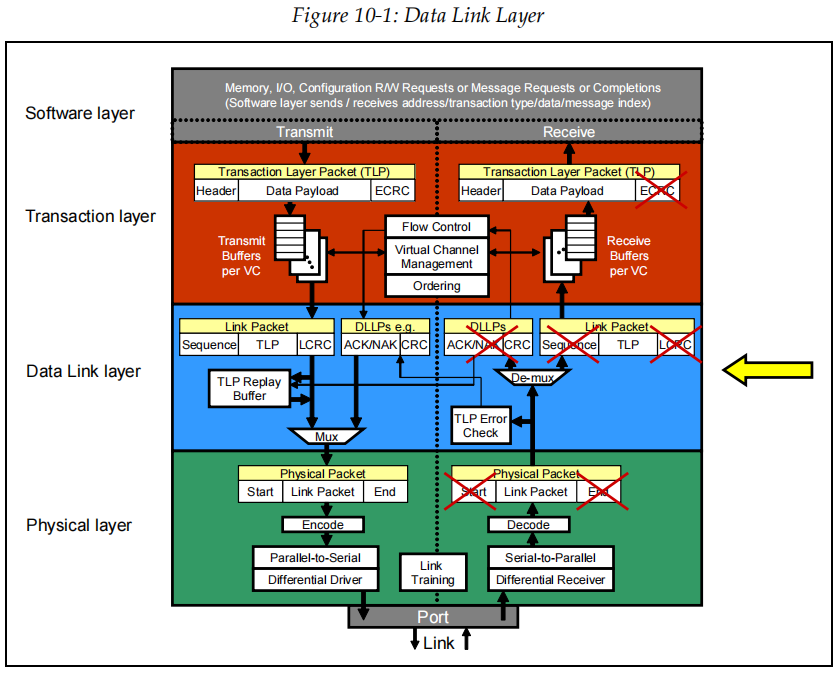 Figure 10-1: Data Link Layer
Memory, I/O, Configuration R/W Requests or Message Requests or Completions
(Software layer sends / receives address/transaction type/data/message index)
Software layer
Transmit
Receive
Transaction Layer Packet (TLP)
Header
Data Payload
ECRC
Transaction Layer Packet (TLP)
Header
Data Payload
ECRC
Transaction layer
Transmit
Buffers
per VC
Flow Control
Virtual Channel
Management
Ordering
Receive
Buffers
per VC
Link Packet
Sequence
TLP
LCRC
DLLPs e.g.
ACK/NAK
CRC
DLLPs
ACK/NAK
CRC
Link Packet
Sequence
TLP
LCRC
Data Link layer
TLP Replay
Buffer
De-mux
TLP Error
Check
Mux
Physical Packet
Start
Link Packet
End
Physical Packet
Start
Link Packet
End
Physical layer
Encode
Decode
Parallel-to-Serial
Differential Driver
Link
Training
Serial-to-Parallel
Differential Receiver
Port
Link